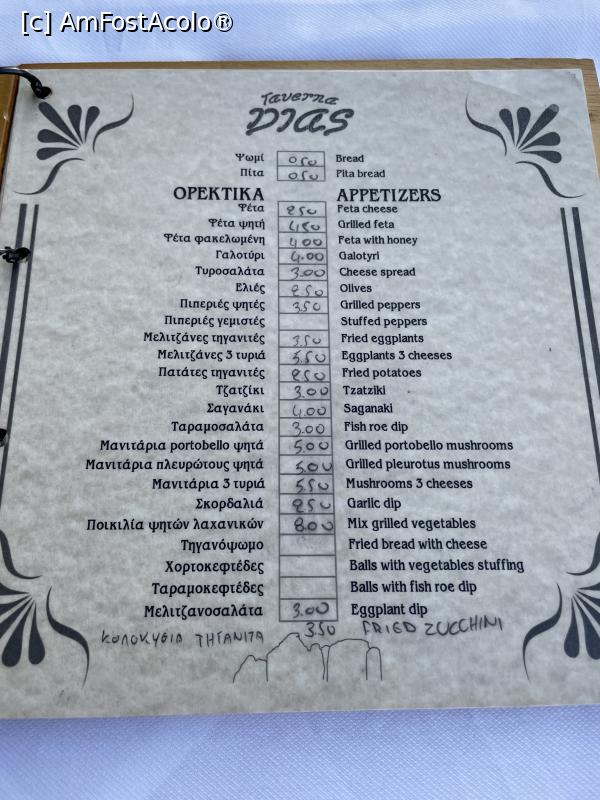 [c] AmFostAcolo®
Taverna
DIAS
Ψωμί 0.50 Bread
Πίτα 0.50 Pita bread
ΟΡΕΚΤΙΚΑ APPETIZERS
Φέτα 2.50 Feta cheese
Φέτα ψητή 4.50 Grilled feta
Φέτα φακελωμένη 4.00 Feta with honey
Γαλοτύρι 4.00 Galotyri
Τυροσαλάτα 3.00 Cheese spread
Ελιές 2.50 Olives
Πιπεριές ψητές 3.50 Grilled peppers
Πιπεριές γεμιστές Stuffed peppers
Μελιτζάνες τηγανιτές 3.50 Fried eggplants
Μελιτζάνες 3 τυριά 5.50 Eggplants 3 cheeses
Πατάτες τηγανιτές 2.50 Fried potatoes
Τζατζίκι 3.00 Tzatziki
Σαγανάκι 4.00 Saganaki
Ταραμοσαλάτα 3.00 Fish roe dip
Μανιτάρια portobello ψητά 5.00 Grilled portobello mushrooms
Μανιτάρια πλευρώτους ψητά 5.00 Grilled pleurotus mushrooms
Μανιτάρια 3 τυριά 5.50 Mushrooms 3 cheeses
Σκορδαλιά 2.50 Garlic dip
Ποικιλία ψητών λαχανικών 8.00 Mix grilled vegetables
Τηγανόψωμο Fried bread with cheese
Χορτοκεφτέδες Balls with vegetables stuffing
Ταραμοκεφτέδες Balls with fish roe dip
Μελιτζανοσαλάτα 3.00 Eggplant dip
ΚΟΛΟΚΥΘΙΑ ΤΗΓΑΝΙΤΑ 3.50 FRIED ZUCCHINI